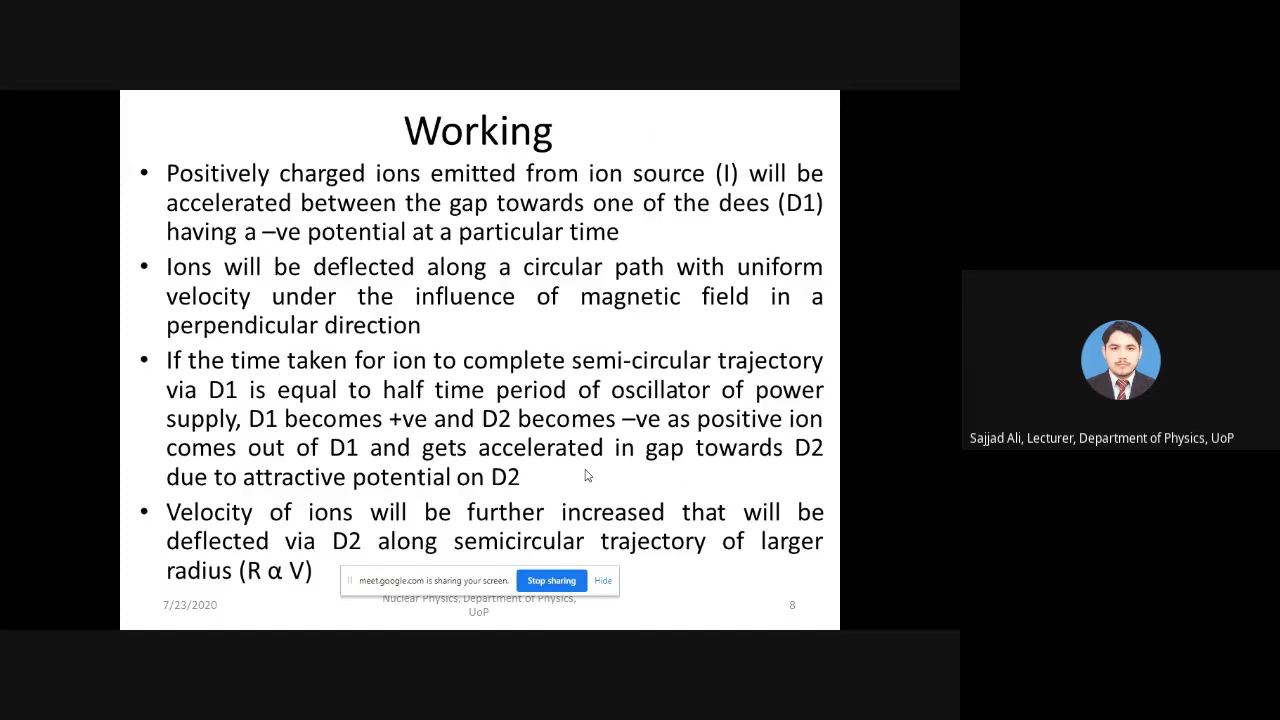 Working
• Positively charged ions emitted from ion source (I) will be
accelerated between the gap towards one of the dees (D1)
having a –ve potential at a particular time
• Ions will be deflected along a circular path with uniform
velocity under the influence of magnetic field in a
perpendicular direction
• If the time taken for ion to complete semi-circular trajectory
via D1 is equal to half time period of oscillator of power
supply, D1 becomes +ve and D2 becomes –ve as positive ion
comes out of D1 and gets accelerated in gap towards D2
due to attractive potential on D2
• Velocity of ions will be further increased that will be
deflected via D2 along semicircular trajectory of larger
radius (R α V)
meet.google.com is sharing your screen. Stop sharing Hide
7/23/2020
Nuclear Physics, Department of Physics,
UoP
8
Sajjad Ali, Lecturer, Department of Physics, UoP